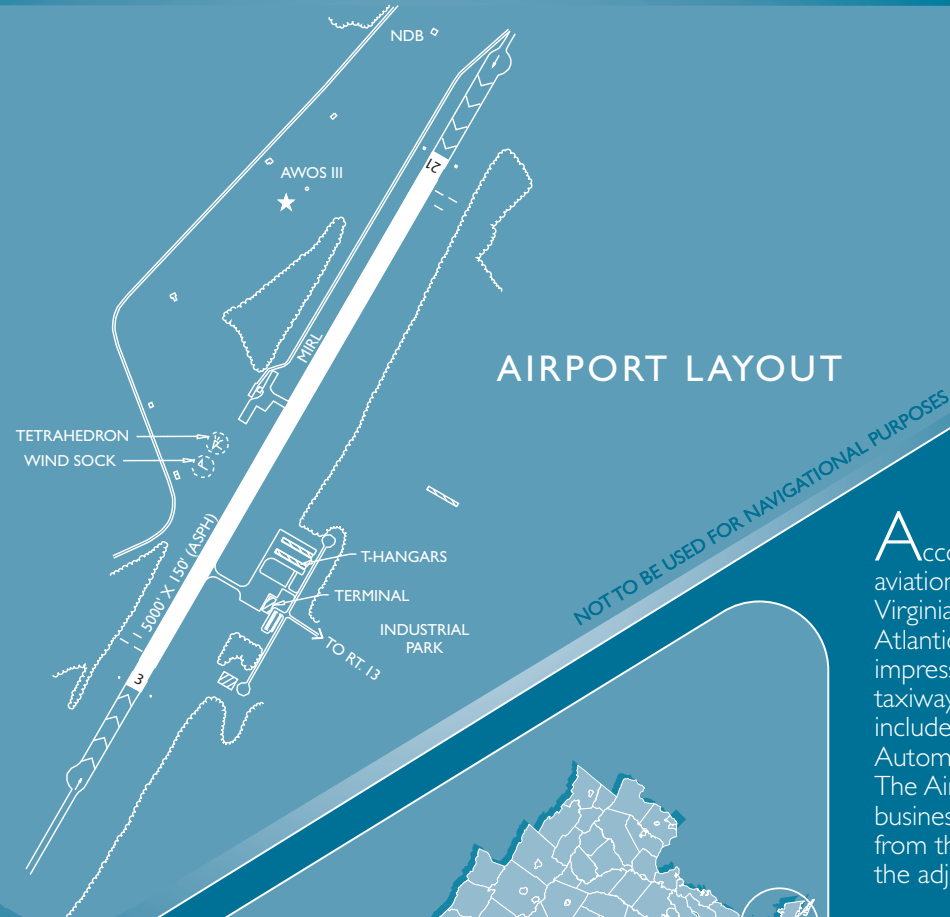 NDB
21
AWOS III
MIRL
AIRPORT LAYOUT
TETRAHEDRON
WIND SOCK
NOT TO BE USED FOR NAVIGATIONAL PURPOSES
5000' X 150' (ASPH)
T-HANGARS
TERMINAL
INDUSTRIAL
PARK
TO RT. 13
3
Acco
aviation
Virginia
Atlantic
impress
taxiway
include
Autom
The Air
busines
from th
the adj